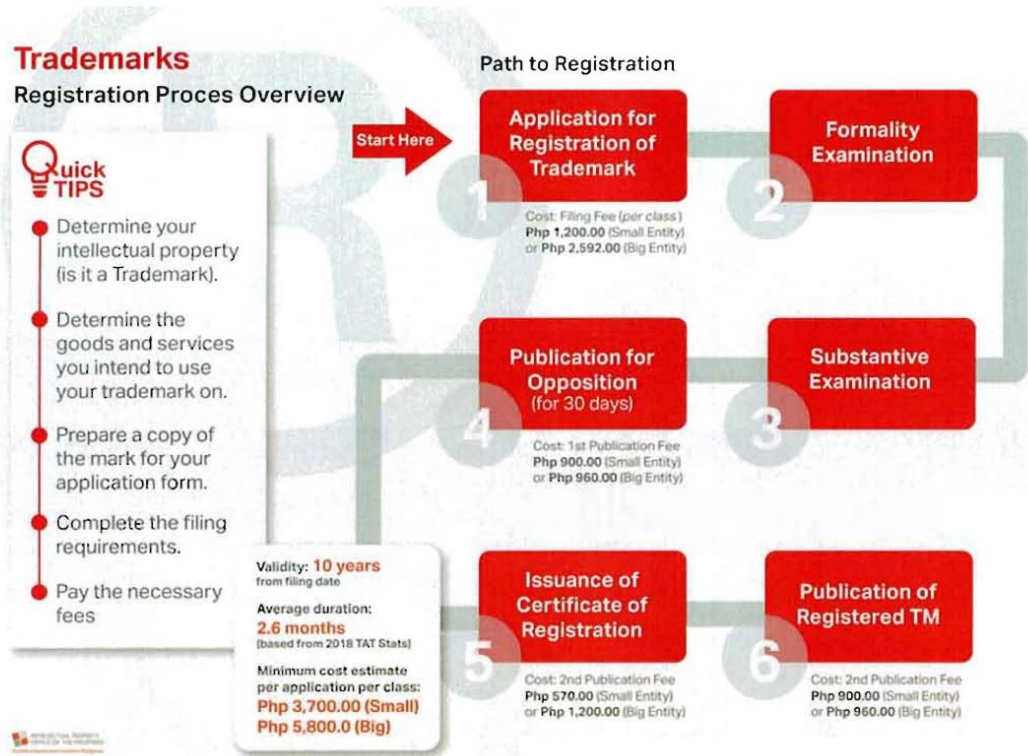 Trademarks
Registration Proces Overview
Quick
TIPS
Determine your
intellectual property
(is it a Trademark).
Determine the
goods and services
you intend to use
your trademark on.
Prepare a copy of
the mark for your
application form.
Complete the filing
requirements.
Pay the necessary
fees
Path to Registration
Start Here
1
Application for
Registration of
Trademark
Cost: Filing Fee (per class)
Php 1,200.00 (Small Entity)
or Php 2,592.00 (Big Entity)
2
Formality
Examination
3
Substantive
Examination
4
Publication for
Opposition
(for 30 days)
Cost: 1st Publication Fee
Php 900.00 (Small Entity)
or Php 960.00 (Big Entity)
Validity: 10 years
from filing date
Average duration:
2.6 months
(based from 2018 TAT Stats)
Minimum cost estimate
per application per class:
Php 3,700.00 (Small)
Php 5,800.0 (Big)
5
Issuance of
Certificate of
Registration
Cost: 2nd Publication Fee
Php 570.00 (Small Entity)
or Php 1,200.00 (Big Entity)
6
Publication of
Registered TM
Cost: 2nd Publication Fee
Php 900.00 (Small Entity)
or Php 960.00 (Big Entity)
INTELLECTUAL PROPERTY
OFFICE OF THE PHILIPPINES